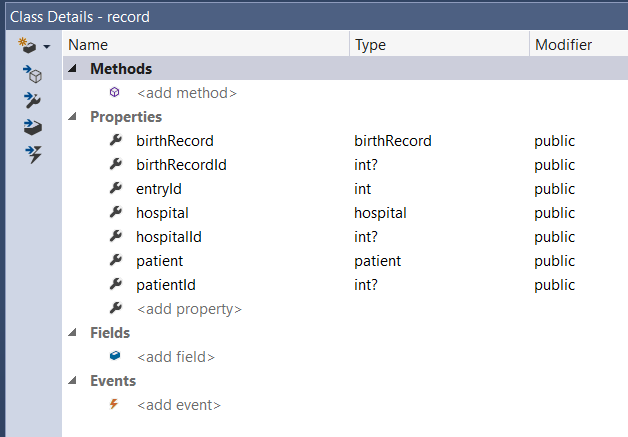 Class Details - record
Name Type Modifier
Methods
<add method>
Properties
birthRecord birthRecord public
birthRecordId int? public
entryId int public
hospital hospital public
hospitalId int? public
patient patient public
patientId int? public
<add property>
Fields
<add field>
Events
<add event>